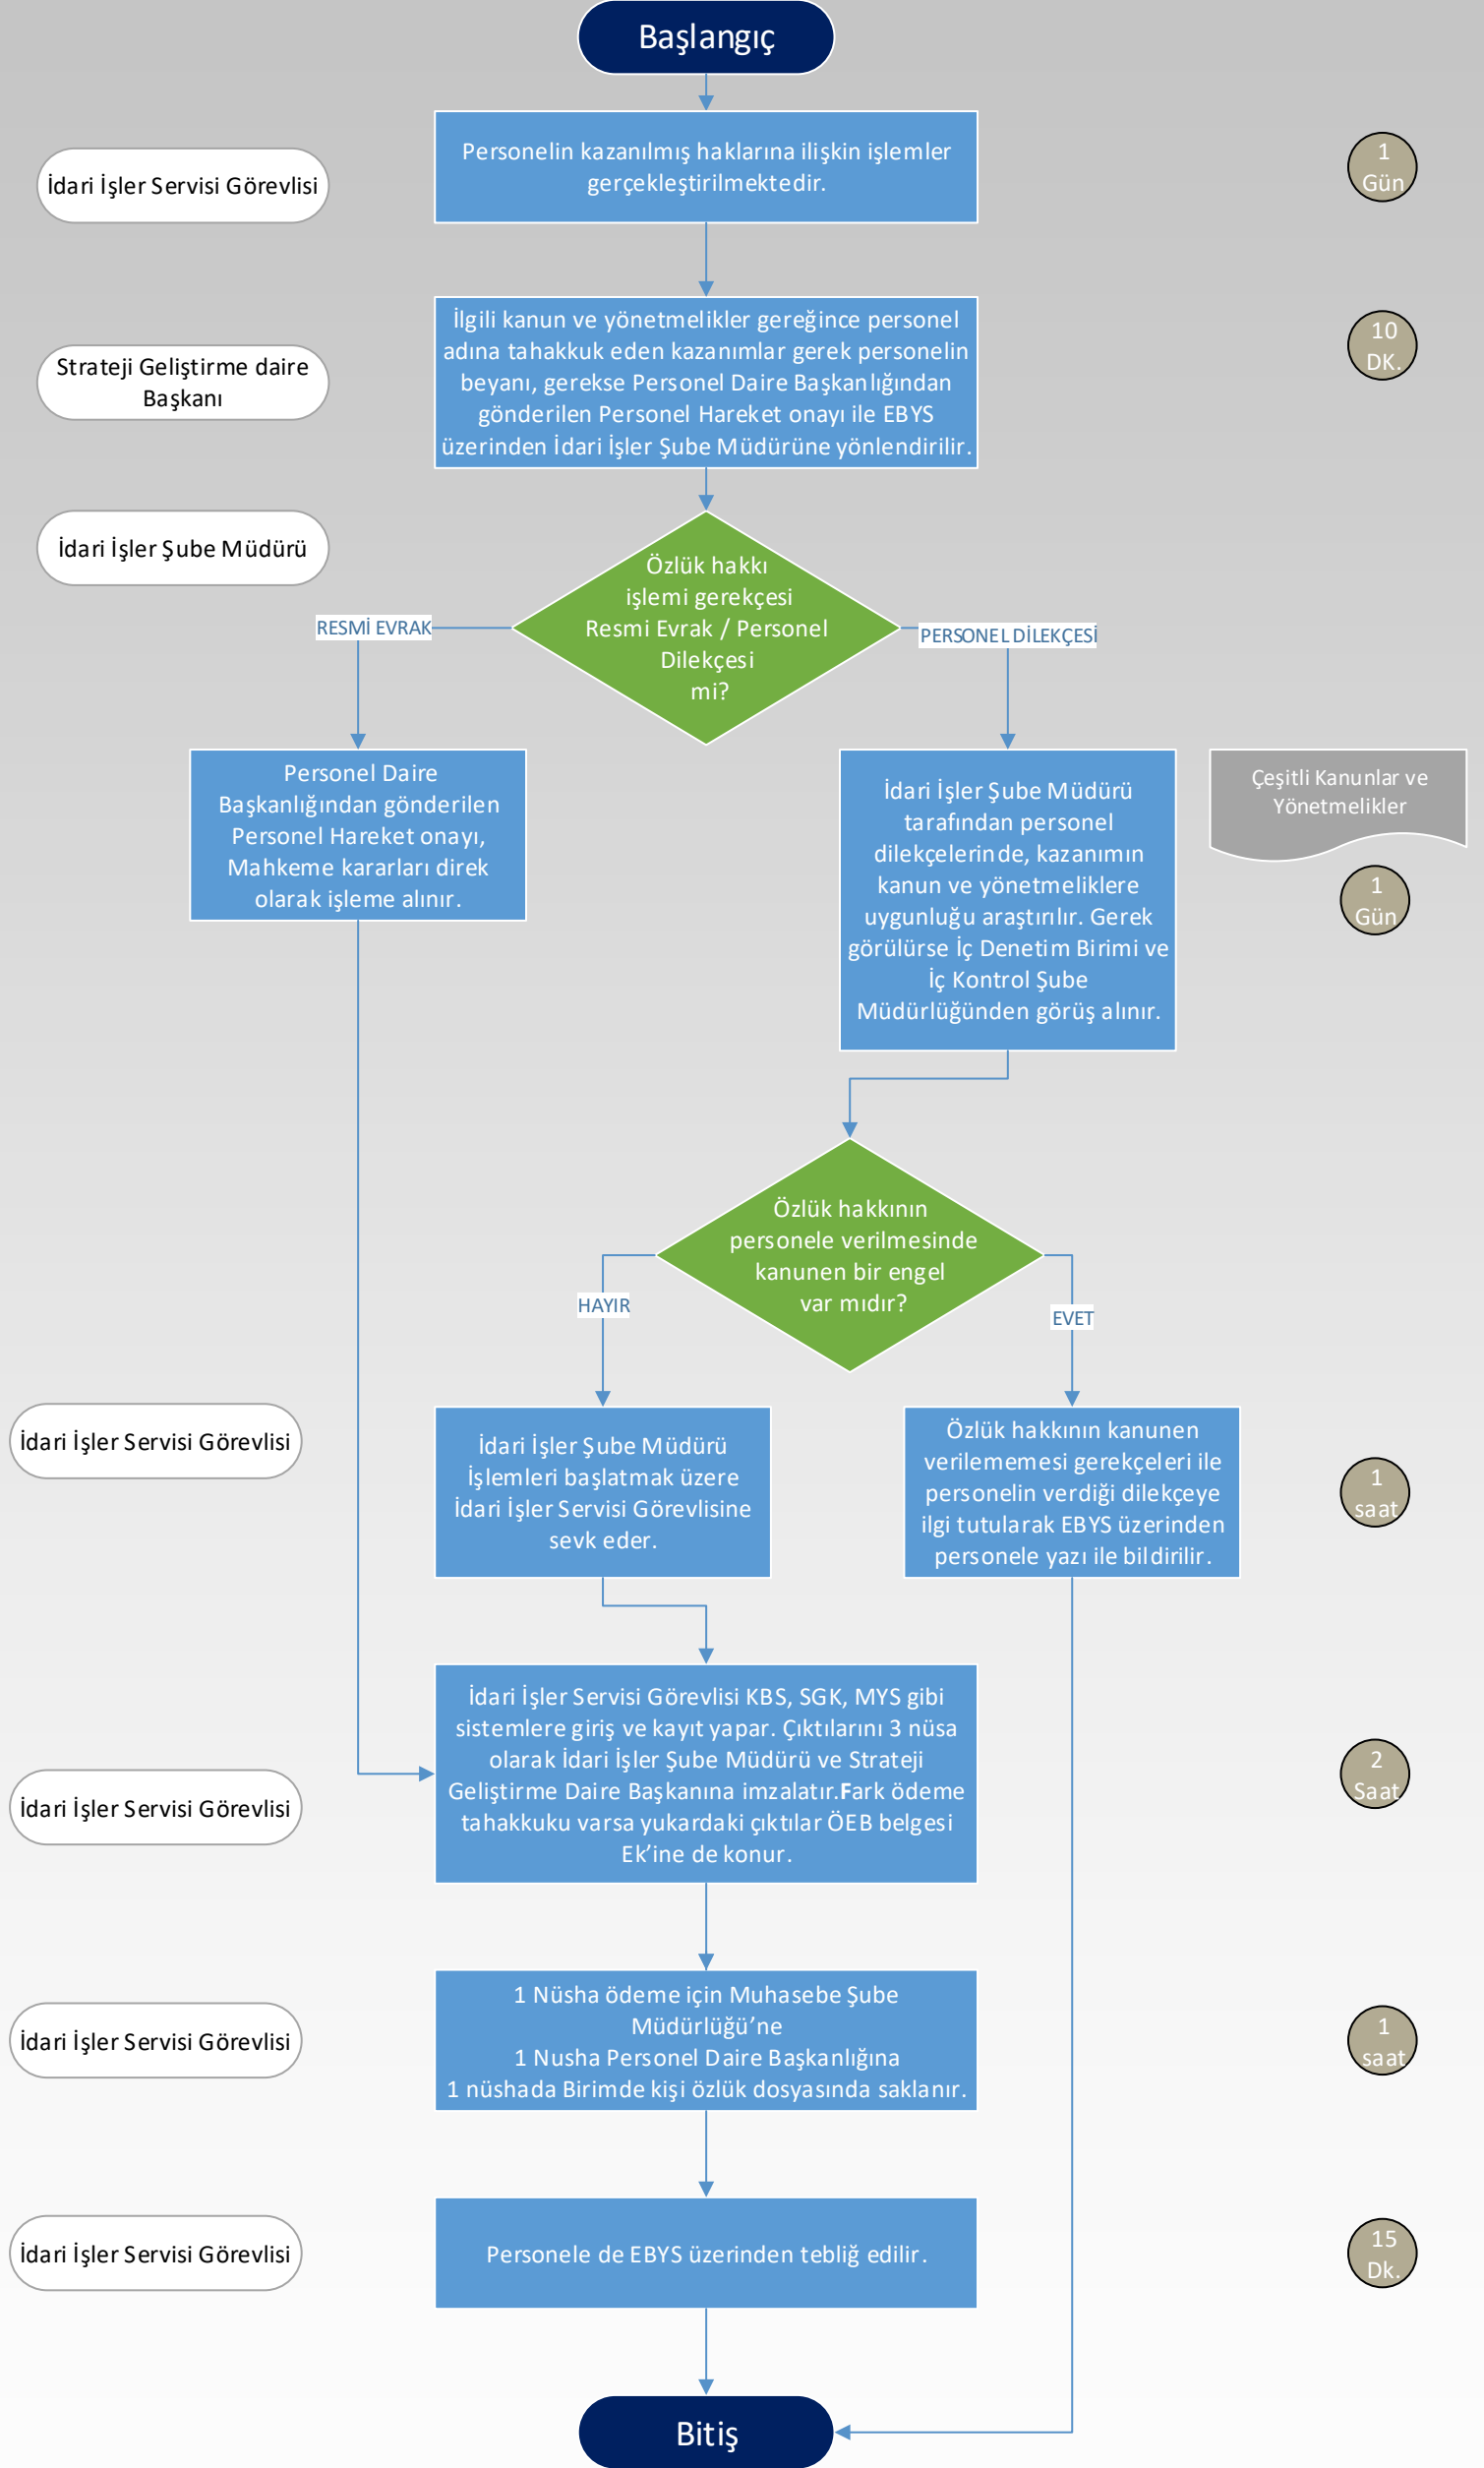 Başlangıç
Personelin kazanılmış haklarına ilişkin işlemler
gerçekleştirilmektedir.
İdari İşler Servisi Görevlisi
1
Gün
İlgili kanun ve yönetmelikler gereğince personel
adına tahakkuk eden kazanımlar gerek personelin
beyanı, gerekse Personel Daire Başkanlığından
gönderilen Personel Hareket onayı ile EBYS
üzerinden İdari İşler Şube Müdürüne yönlendirilir.
Strateji Geliştirme daire
Başkanı
10
DK.
İdari İşler Şube Müdürü
Özlük hakkı
işlemi gerekçesi
Resmi Evrak / Personel
Dilekçesi
mi?
RESMİ EVRAK
PERSONEL DİLEKÇESİ
Personel Daire
Başkanlığından gönderilen
Personel Hareket onayı,
Mahkeme kararları direk
olarak işleme alınır.
İdari İşler Şube Müdürü
tarafından personel
dilekçelerinde, kazanımın
kanun ve yönetmeliklere
uygunluğu araştırılır. Gerek
görülürse İç Denetim Birimi ve
İç Kontrol Şube
Müdürlüğünden görüş alınır.
Çeşitli Kanunlar ve
Yönetmelikler
1
Gün
Özlük hakkının
personele verilmesinde
kanunen bir engel
var mıdır?
HAYIR
EVET
İdari İşler Servisi Görevlisi
İdari İşler Şube Müdürü
İşlemleri başlatmak üzere
İdari İşler Servisi Görevlisine
sevk eder.
Özlük hakkının kanunen
verilememesi gerekçeleri ile
personelin verdiği dilekçeye
ilgi tutularak EBYS üzerinden
personele yazı ile bildirilir.
1
saat
İdari İşler Servisi Görevlisi KBS, SGK, MYS gibi
sistemlere giriş ve kayıt yapar. Çıktılarını 3 nüsa
olarak İdari İşler Şube Müdürü ve Strateji
Geliştirme Daire Başkanına imzalatır.Fark ödeme
tahakkuku varsa yukardaki çıktılar ÖEB belgesi
Ek’ine de konur.
İdari İşler Servisi Görevlisi
2
Saat
1 Nüsha ödeme için Muhasebe Şube
Müdürlüğü’ne
1 Nusha Personel Daire Başkanlığına
1 nüshada Birimde kişi özlük dosyasında saklanır.
İdari İşler Servisi Görevlisi
1
saat
İdari İşler Servisi Görevlisi
Personele de EBYS üzerinden tebliğ edilir.
15
Dk.
Bitiş